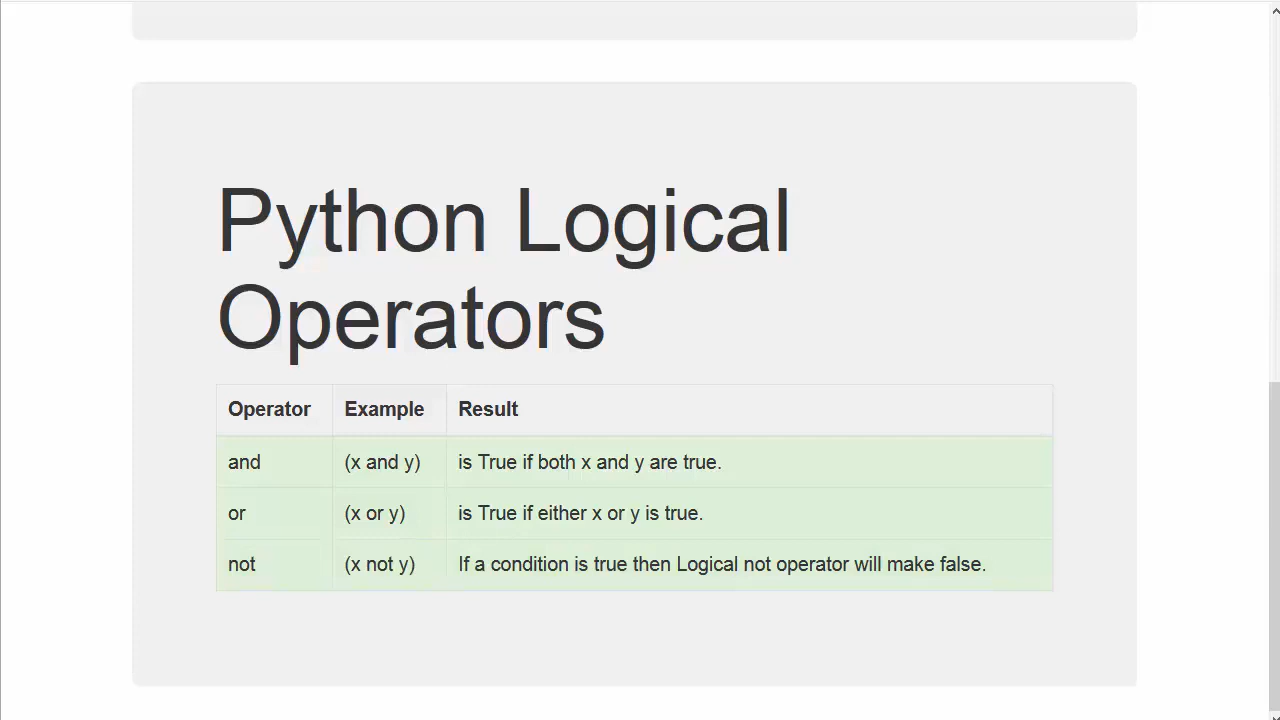 Python Logical
Operators
Operator Example Result
and (x and y) is True if both x and y are true.
or (x or y) is True if either x or y is true.
not (x not y) If a condition is true then Logical not operator will make false.